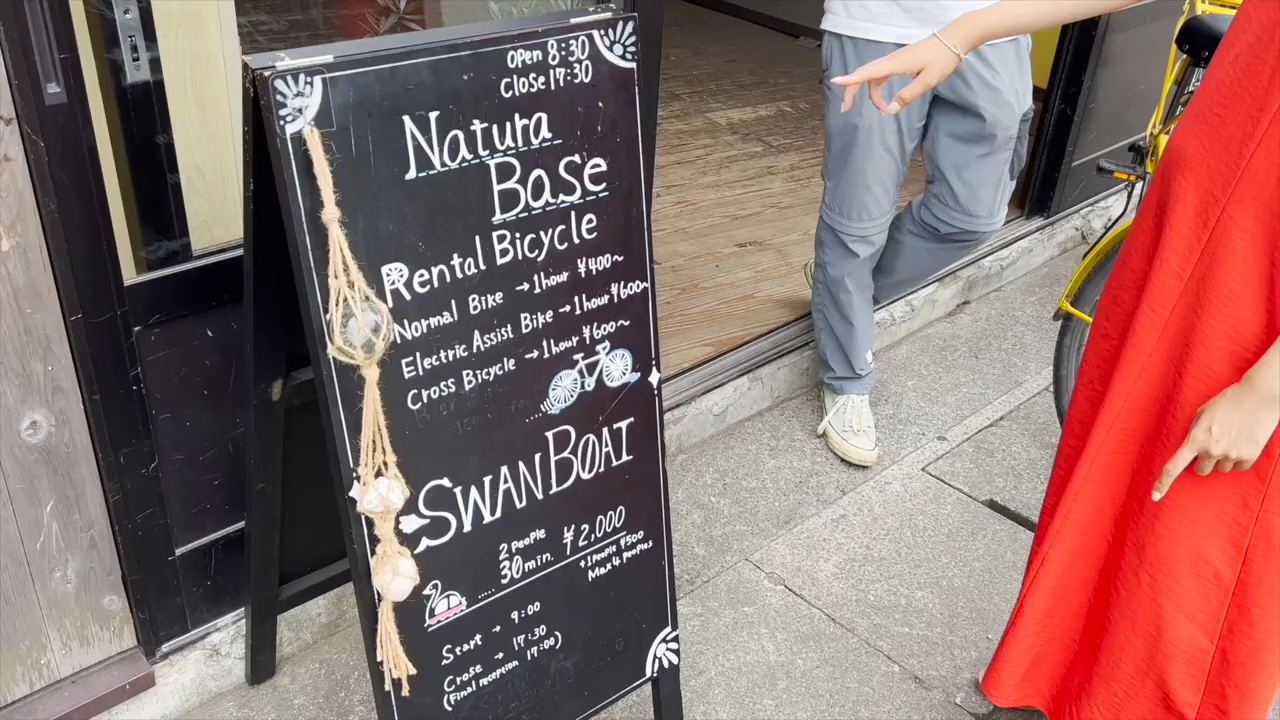 Open 8:30
Close 17:30
Natura
Base
Rental Bicycle
Normal Bike → 1hour ¥400~
Electric Assist Bike → 1hour ¥600~
Cross Bicycle → 1hour ¥600~
SWAN BOAT
2 People
30min. ¥2,000
+1 People ¥500
Max 4 peoples
Start → 9:00
Crose → 17:30
(Final reception 17:00)